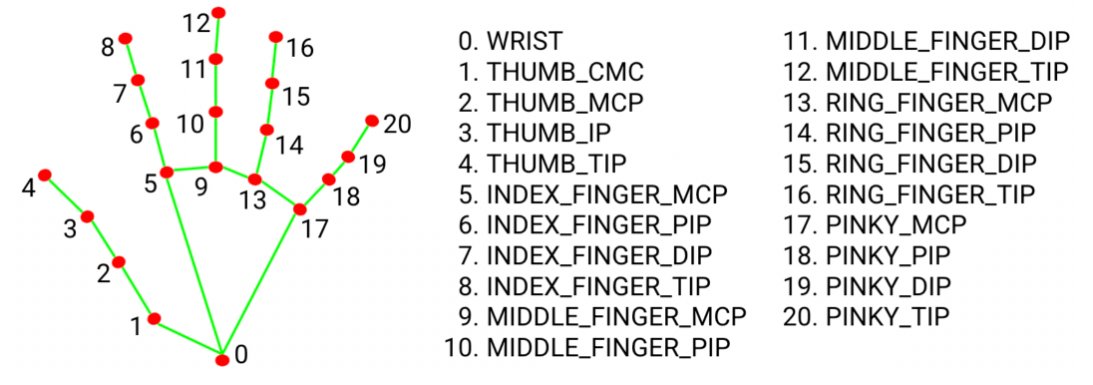 12
8
16
11
7
15
10
6
20
14
19
4
5
9
18
13
3
17
2
1
0
0. WRIST
1. THUMB_CMC
2. THUMB_MCP
3. THUMB_IP
4. THUMB_TIP
5. INDEX_FINGER_MCP
6. INDEX_FINGER_PIP
7. INDEX_FINGER_DIP
8. INDEX_FINGER_TIP
9. MIDDLE_FINGER_MCP
10. MIDDLE_FINGER_PIP
11. MIDDLE_FINGER_DIP
12. MIDDLE_FINGER_TIP
13. RING_FINGER_MCP
14. RING_FINGER_PIP
15. RING_FINGER_DIP
16. RING_FINGER_TIP
17. PINKY_MCP
18. PINKY_PIP
19. PINKY_DIP
20. PINKY_TIP